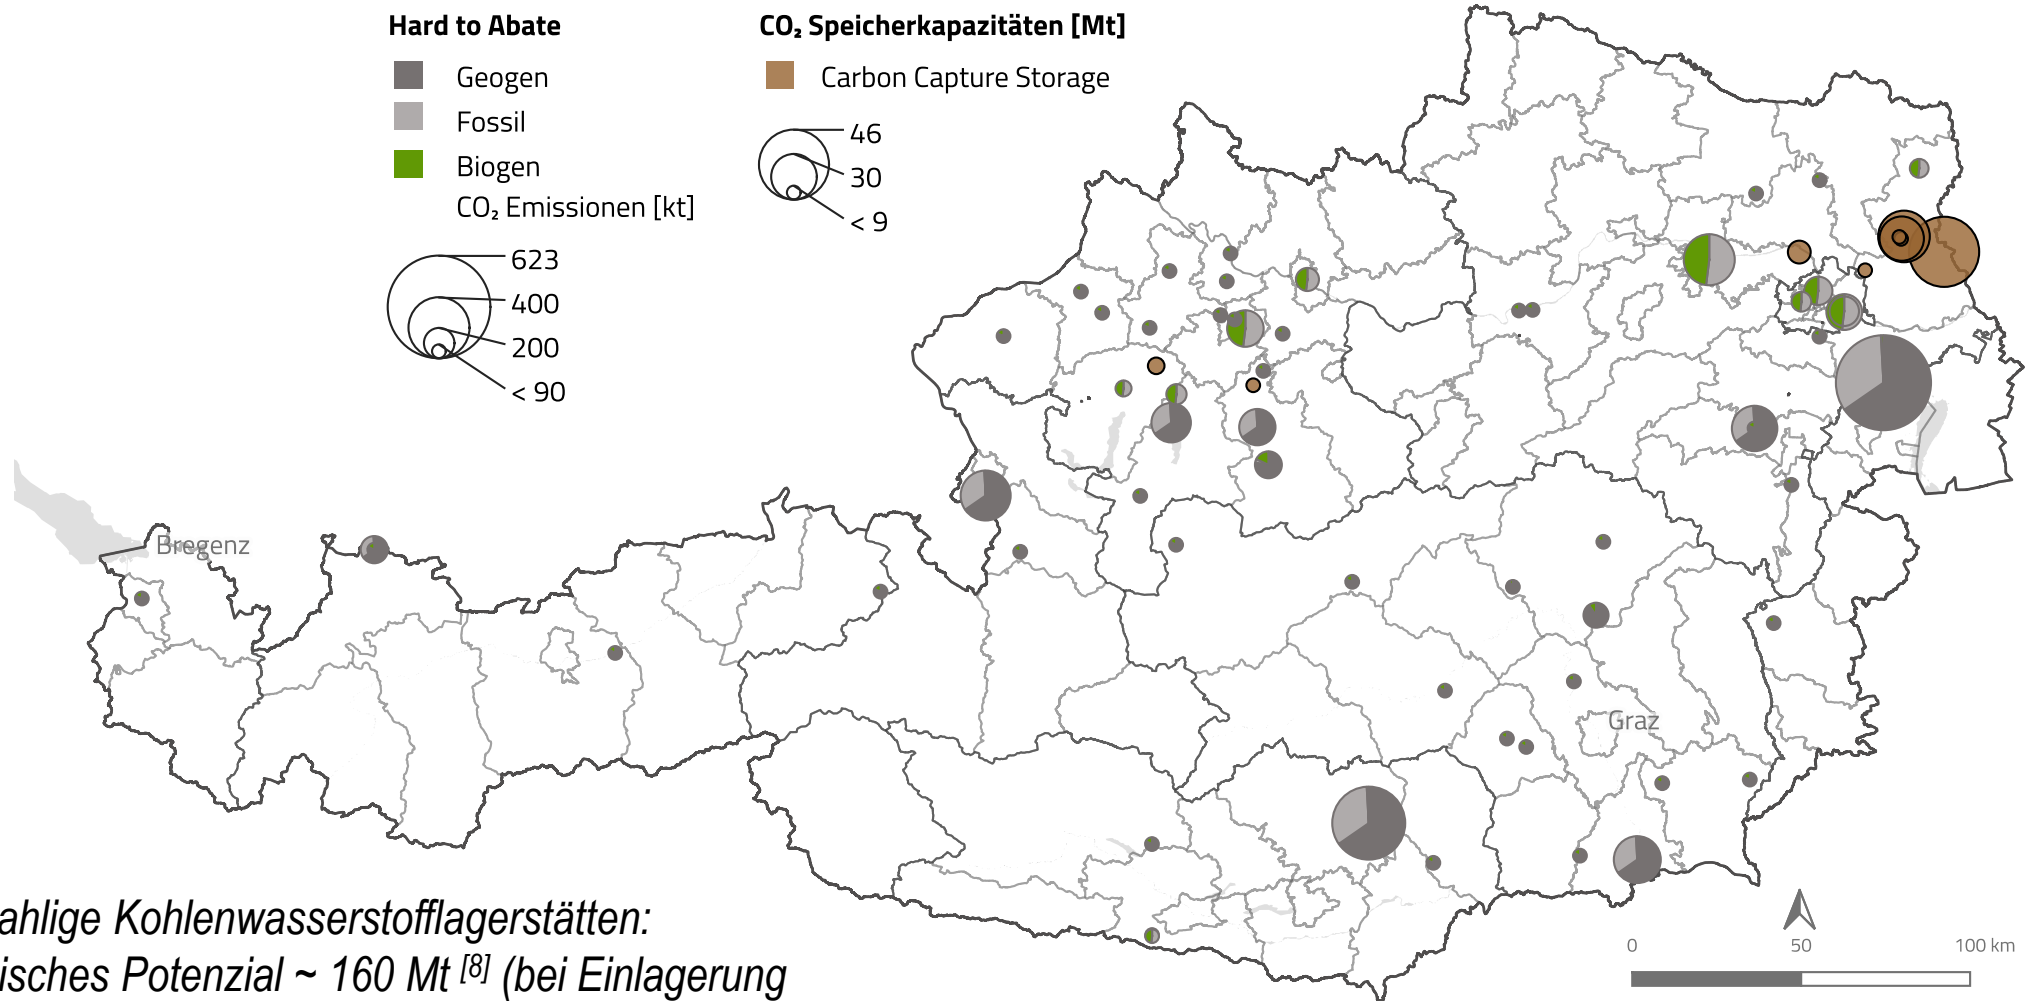 Hard to Abate
Geogen
Fossil
Biogen
CO₂ Emissionen [kt]
623
400
200
< 90
CO₂ Speicherkapazitäten [Mt]
Carbon Capture Storage
46
30
< 9
Bregenz
Graz
0 50 100 km
ahlige Kohlenwasserstofflagerstätten:
isches Potenzial ~ 160 Mt [8] (bei Einlagerung